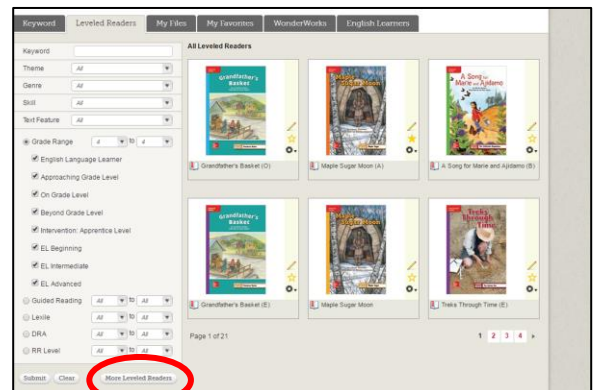 Keyword Leveled Readers My Files My Favorites WonderWorks English Learners
All Leveled Readers
Keyword
Theme All
Genre All
Skill All
Text Feature All
Grade Range 4 to 4
English Language Learner
Approaching Grade Level
On Grade Level
Beyond Grade Level
Intervention: Apprentice Level
EL Beginning
EL Intermediate
EL Advanced
Guided Reading All to All
Lexile All to All
DRA All to All
RR Level All to All
Submit Clear More Leveled Readers
Grandfather's Basket
Maple Sugar Moon
A Song for Marie and Ajidamo
Grandfather's Basket (O) Maple Sugar Moon (A) A Song for Marie and Ajidamo (B)
Grandfather's Basket
Maple Sugar Moon
Treks Through Time
Grandfather's Basket (E) Maple Sugar Moon Treks Through Time (E)
Page 1 of 21 1 2 3 4